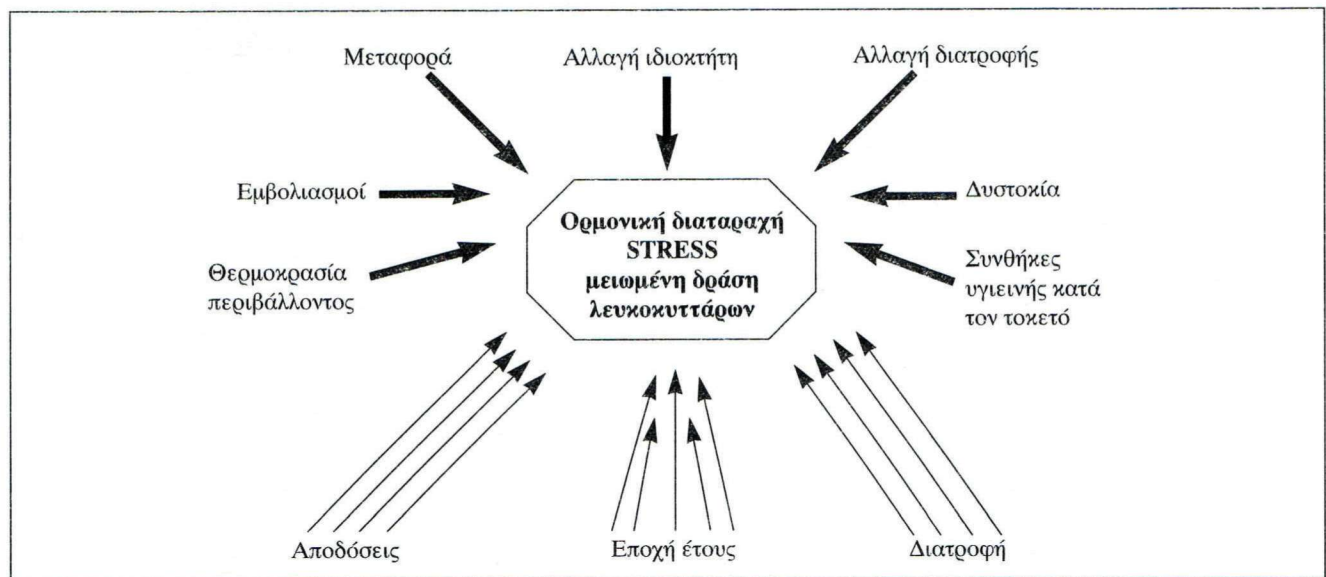 Μεταφορά
Αλλαγή ιδιοκτήτη
Αλλαγή διατροφής
Εμβολιασμοί
Δυστοκία
Ορμονική διαταραχή
STRESS
μειωμένη δράση
λευκοκυττάρων
Θερμοκρασία
περιβάλλοντος
Συνθήκες
υγιεινής κατά
τον τοκετό
Αποδόσεις
Εποχή έτους
Διατροφή